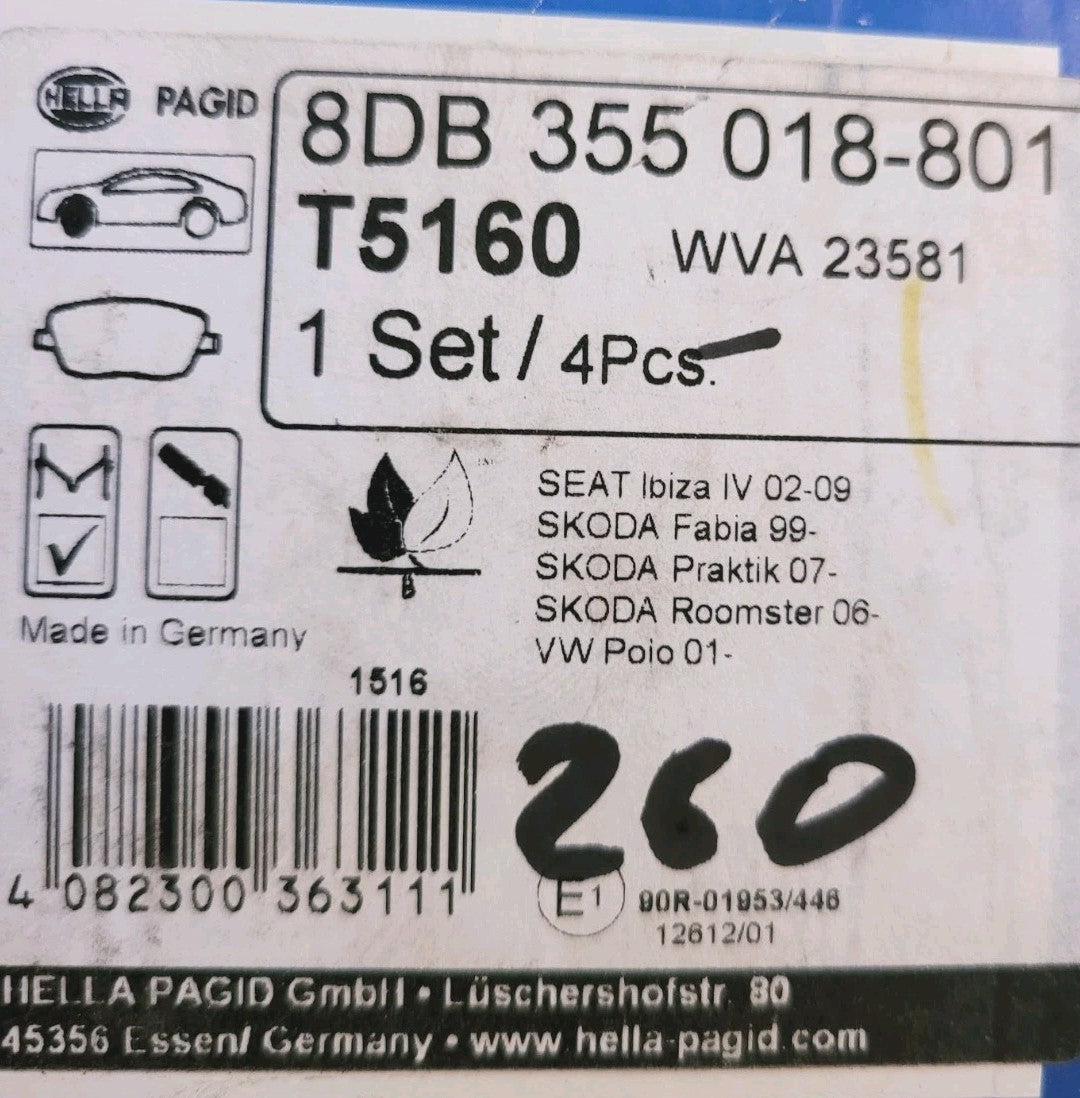 HELLA PAGID
8DB 355 018-801
T5160 WVA 23581
1 Set / 4Pcs.
SEAT Ibiza IV 02-09
SKODA Fabia 99-
SKODA Praktik 07-
SKODA Roomster 06-
VW Polo 01-
B
Made in Germany
1516
260
4 082300 363111
E1 90R-01953/446
12612/01
HELLA PAGID GmbH • Lüschershofstr. 80
45356 Essen/ Germany • www.hella-pagid.com